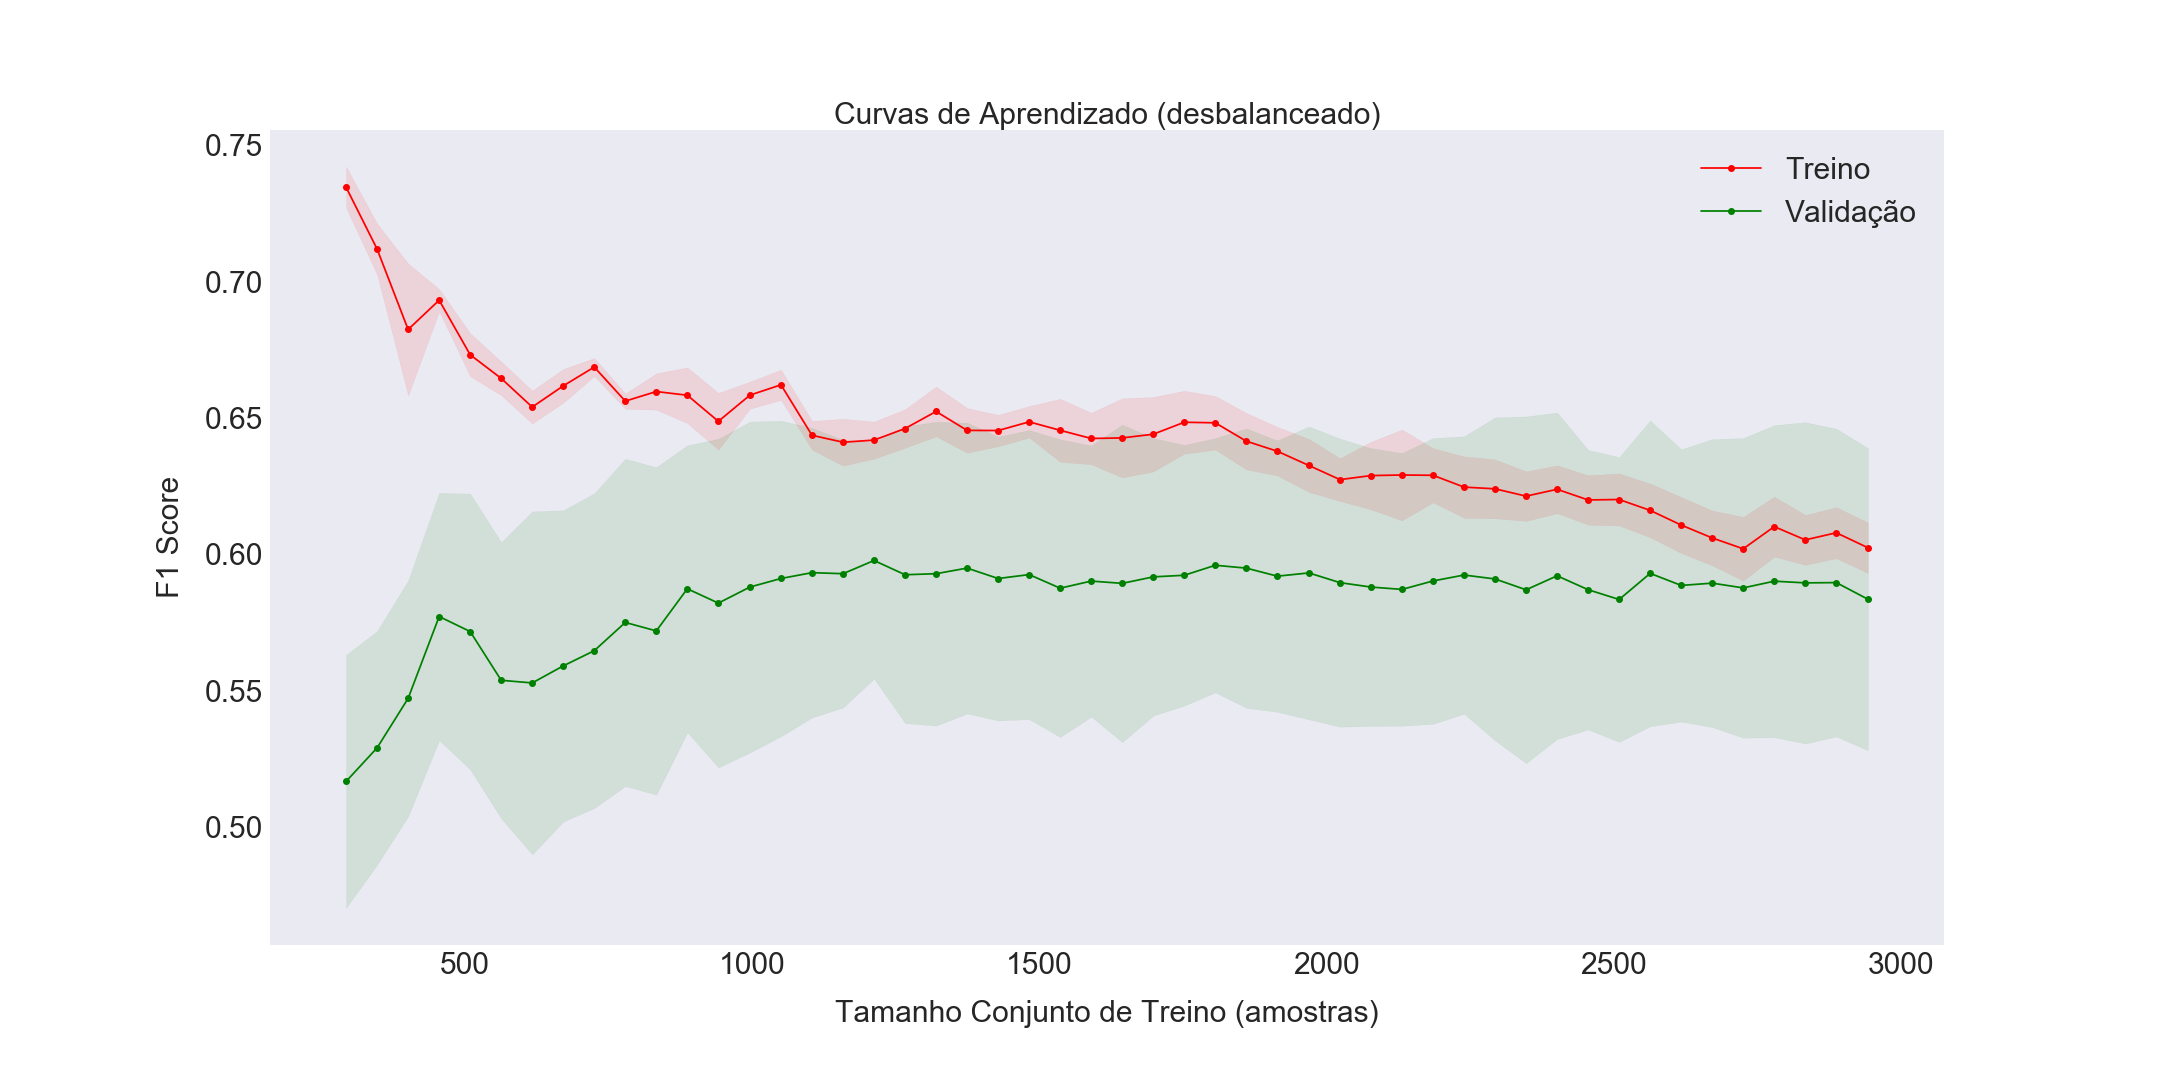 Curvas de Aprendizado (desbalanceado)
0.75
0.70
0.65
0.60
0.55
0.50
F1 Score
Treino
Validação
500 1000 1500 2000 2500 3000
Tamanho Conjunto de Treino (amostras)